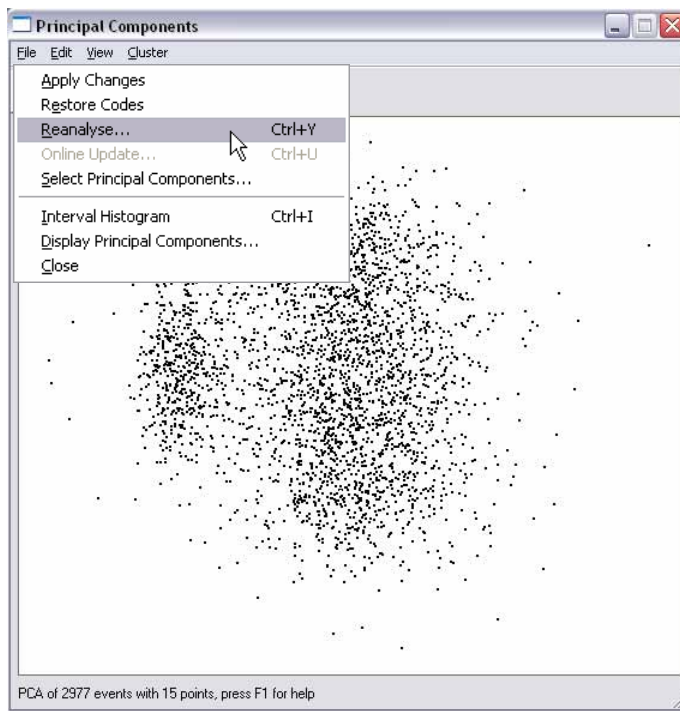 Principal Components
File Edit View Cluster
Apply Changes
Restore Codes
Reanalyse... Ctrl+Y
Online Update... Ctrl+U
Select Principal Components...
Interval Histogram Ctrl+I
Display Principal Components...
Close
PCA of 2977 events with 15 points, press F1 for help